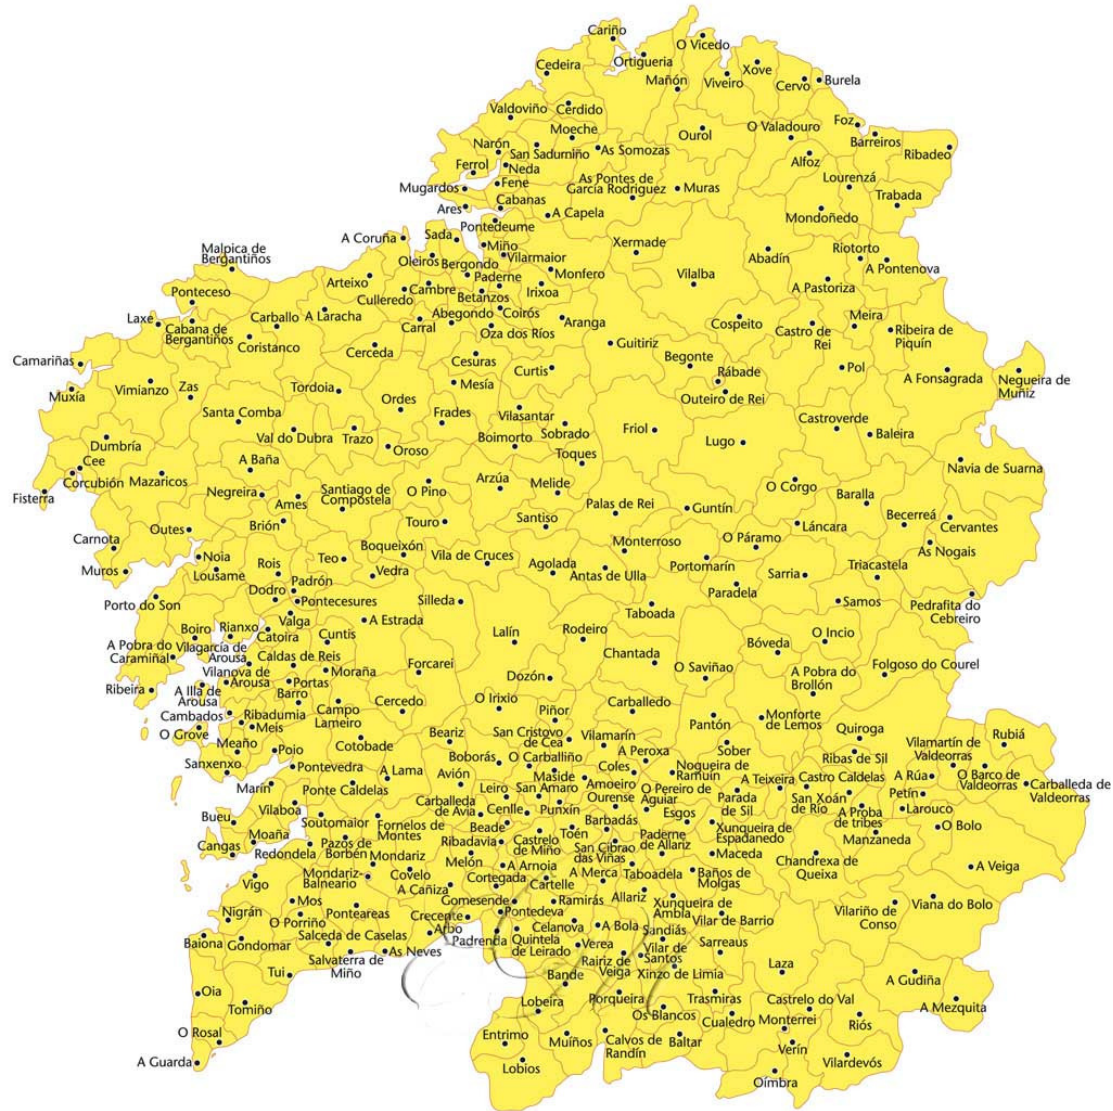 Cariño
O Vicedo
Ortigueria
Cedeira
Xove
Mañón
Viveiro
Cervo
Burela
Valdoviño
Cerdido
Foz
Moeche
Ourol
O Valadouro
Barreiros
Narón
San Sadurniño
As Somozas
Ribadeo
Alfoz
Ferrol
Neda
Fene
As Pontes de
García Rodriguez
Muras
Lourenzá
Mugardos
Cabanas
Trabada
Ares
A Capela
Mondoñedo
Pontedeume
A Coruña
Sada
Miño
Xermade
Riotorto
Malpica de
Bergantiños
Oleiros
Bergondo
Vilarmaior
Abadín
A Pontenova
Arteixo
Paderne
Monfero
Vilalba
Cambre
Culleredo
Betanzos
Irixoa
A Pastoriza
Ponteceso
A Laracha
Abegondo
Coirós
Meira
Laxe
Cabana de
Bergantiños
Carballo
Carral
Oza dos Ríos
Aranga
Cospeito
Castro de
Rei
Ribeira de
Piquín
Coristanco
Cerceda
Cesuras
Guitiriz
Begonte
Camariñas
Curtis
Rábade
Pol
A Fonsagrada
Negueira de
Muñiz
Muxía
Vimianzo
Zas
Tordoia
Mesía
Outeiro de Rei
Ordes
Santa Comba
Frades
Vilasantar
Castroverde
Dumbría
Val do Dubra
Trazo
Boimorto
Sobrado
Friol
Lugo
Baleira
Oroso
Cee
A Baña
Toques
Corcubión
Mazaricos
Navia de Suarna
Fisterra
Negreira
Ames
Santiago de
Compostela
O Pino
Arzúa
Melide
O Corgo
Baralla
Palas de Rei
Guntín
Outes
Brión
Touro
Santiso
Láncara
Becerreá
Cervantes
Carnota
Noia
Rois
Teo
Boqueixón
Vila de Cruces
Monterroso
O Páramo
As Nogais
Muros
Lousame
Padrón
Vedra
Agolada
Antas de Ulla
Portomarín
Sarria
Triacastela
Dodro
Pontecesures
Paradela
Porto do Son
Silleda
Samos
Pedrafita do
Cebreiro
Valga
A Estrada
Taboada
Boiro
Rianxo
Catoira
Cuntis
Lalín
Rodeiro
Bóveda
O Incio
A Pobra do
Caramiñal
Vilagarcía de
Arousa
Caldas de Reis
Forcarei
Chantada
O Saviñao
Folgoso do Courel
Vilanova de
Arousa
Moraña
Portas
Dozón
A Pobra do
Brollón
Ribeira
A Illa de
Arousa
Barro
O Irixio
Cambados
Ribadumia
Campo
Lameiro
Cercedo
Piñor
Carballedo
Pantón
Monforte
de Lemos
O Grove
Meis
Meaño
Poio
Cotobade
Beariz
San Cristovo
de Cea
Vilamarín
Sober
Quiroga
Rubiá
Sanxenxo
Pontevedra
A Lama
Boborás
O Carballiño
A Peroxa
Ribas de Sil
Vilamartín de
Valdeorras
Coles
Nogueira de
Ramuín
Marín
Ponte Caldelas
Avión
Maside
Amoeiro
A Teixeira
Castro Caldelas
A Rúa
O Barco de
Valdeorras
Carballeda de
Valdeorras
Leiro
San Amaro
Petín
Vilaboa
Carballeda
de Avia
Cenlle
Punxín
Ourense
O Pereiro de
Aguiar
Parada
de Sil
San Xoán
de Río
A Proba
de tribes
Larouco
Bueu
Soutomaior
Fornelos de
Montes
Beade
Barbadás
Esgos
Xunqueira de
Espadanedo
Manzaneda
O Bolo
Moaña
Pazos de
Borbén
Ribadavia
Castrelo
de Miño
Toén
San Cibrao
das Viñas
Paderne
de Allariz
Cangas
Redondela
Mondariz
Melón
Maceda
Chandrexa de
Queixa
Mondariz-
Balneario
Covelo
A Arnoia
A Veiga
Vigo
A Cañiza
Cortegada
Cartelle
A Merca
Taboadela
Baños de
Molgas
Mos
Gomesende
Ramirás
Allariz
Viana do Bolo
Nigrán
O Porriño
Ponteareas
Crecente
Pontedeva
Xunqueira de
Ambía
Vilar de Barrio
Vilariño de
Conso
Arbo
Celanova
A Bola
Sandiás
Baiona
Gondomar
Salceda de Caselas
Padrenda
Quintela
de Leirado
Verea
Vilar de
Santos
Sarreaus
Salvaterra de
Miño
As Neves
Rairiz de
Veiga
Tui
Bande
Xinzo de Limia
Laza
A Gudiña
Oia
Tomiño
Lobeira
Porqueira
Trasmiras
Castrelo do Val
A Mezquita
Os Blancos
Cualedro
Monterrei
Riós
O Rosal
Entrimo
Muíños
Calvos de
Randín
Baltar
Verín
A Guarda
Lobios
Vilardevós
Oímbra